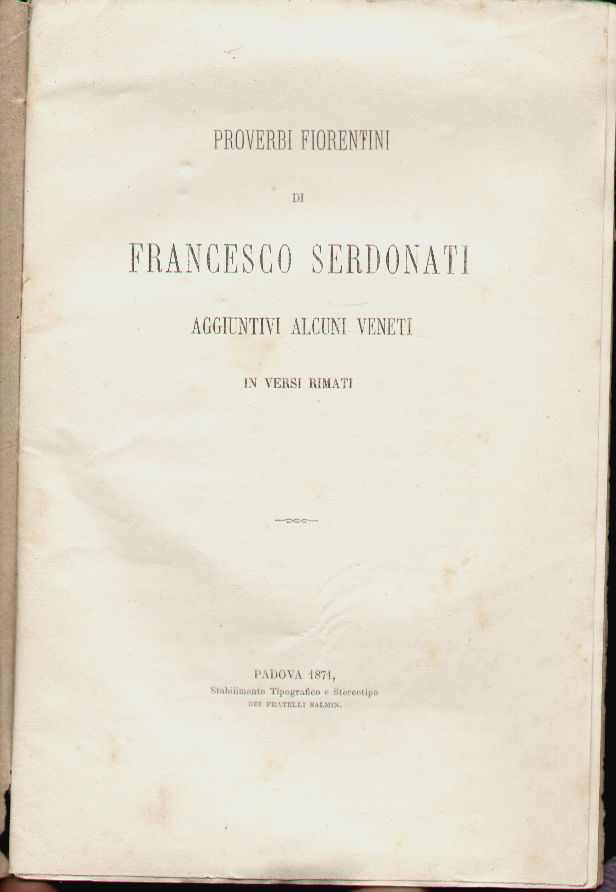 PROVERBI FIORENTINI
DI
FRANCESCO SERDONATI
AGGIUNTIVI ALCUNI VENETI
IN VERSI RIMATI
PADOVA 1871,
Stabilimento Tipografico e Stereotipo
DEI FRATELLI SALMIN.